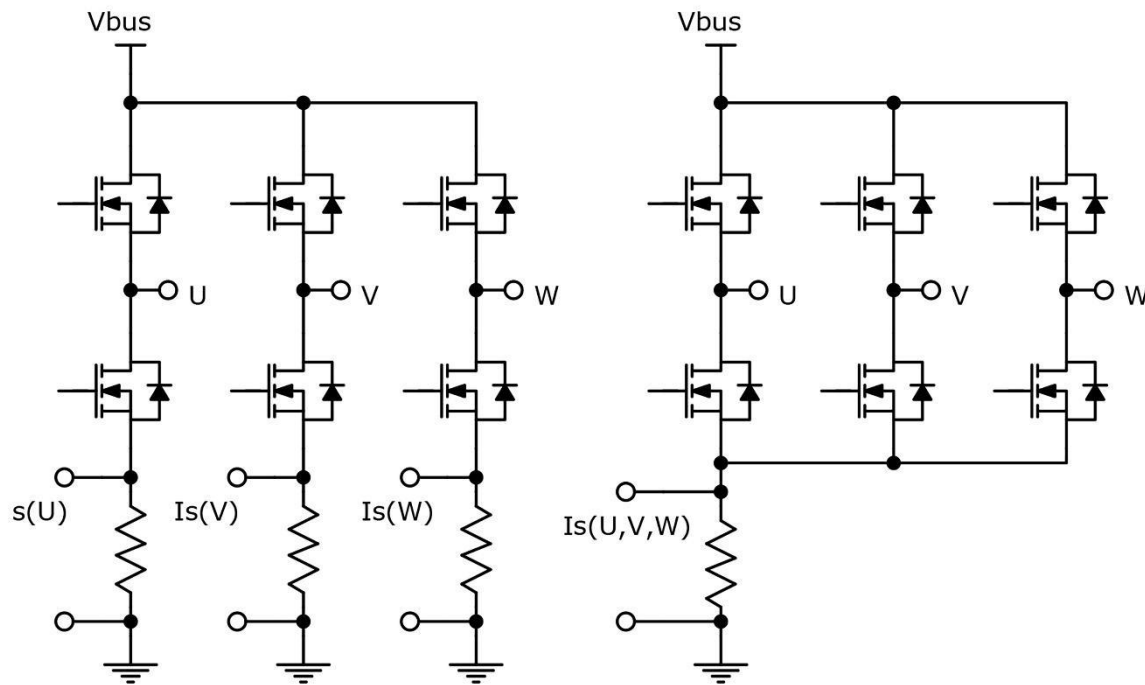 Vbus
Vbus
U
V
W
U
V
W
s(U)
Is(V)
Is(W)
Is(U,V,W)